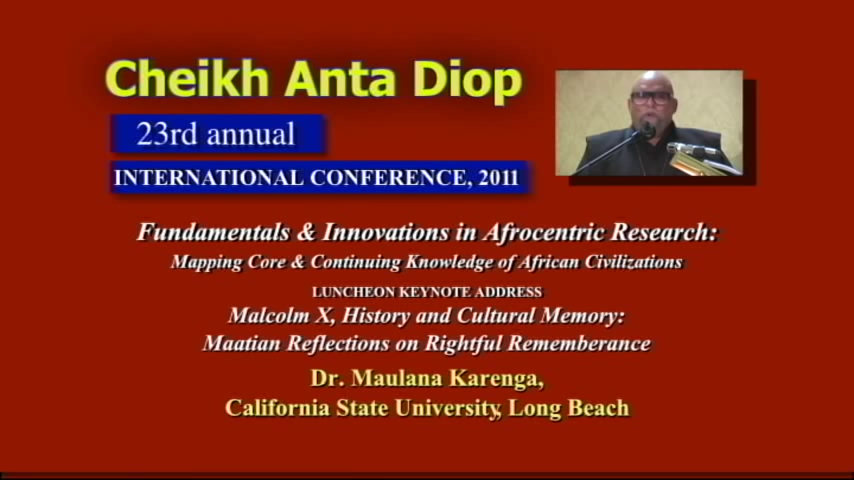 Cheikh Anta Diop
23rd annual
INTERNATIONAL CONFERENCE, 2011
Fundamentals & Innovations in Afrocentric Research:
Mapping Core & Continuing Knowledge of African Civilizations
LUNCHEON KEYNOTE ADDRESS
Malcolm X, History and Cultural Memory:
Maatian Reflections on Rightful Rememberance
Dr. Maulana Karenga,
California State University, Long Beach